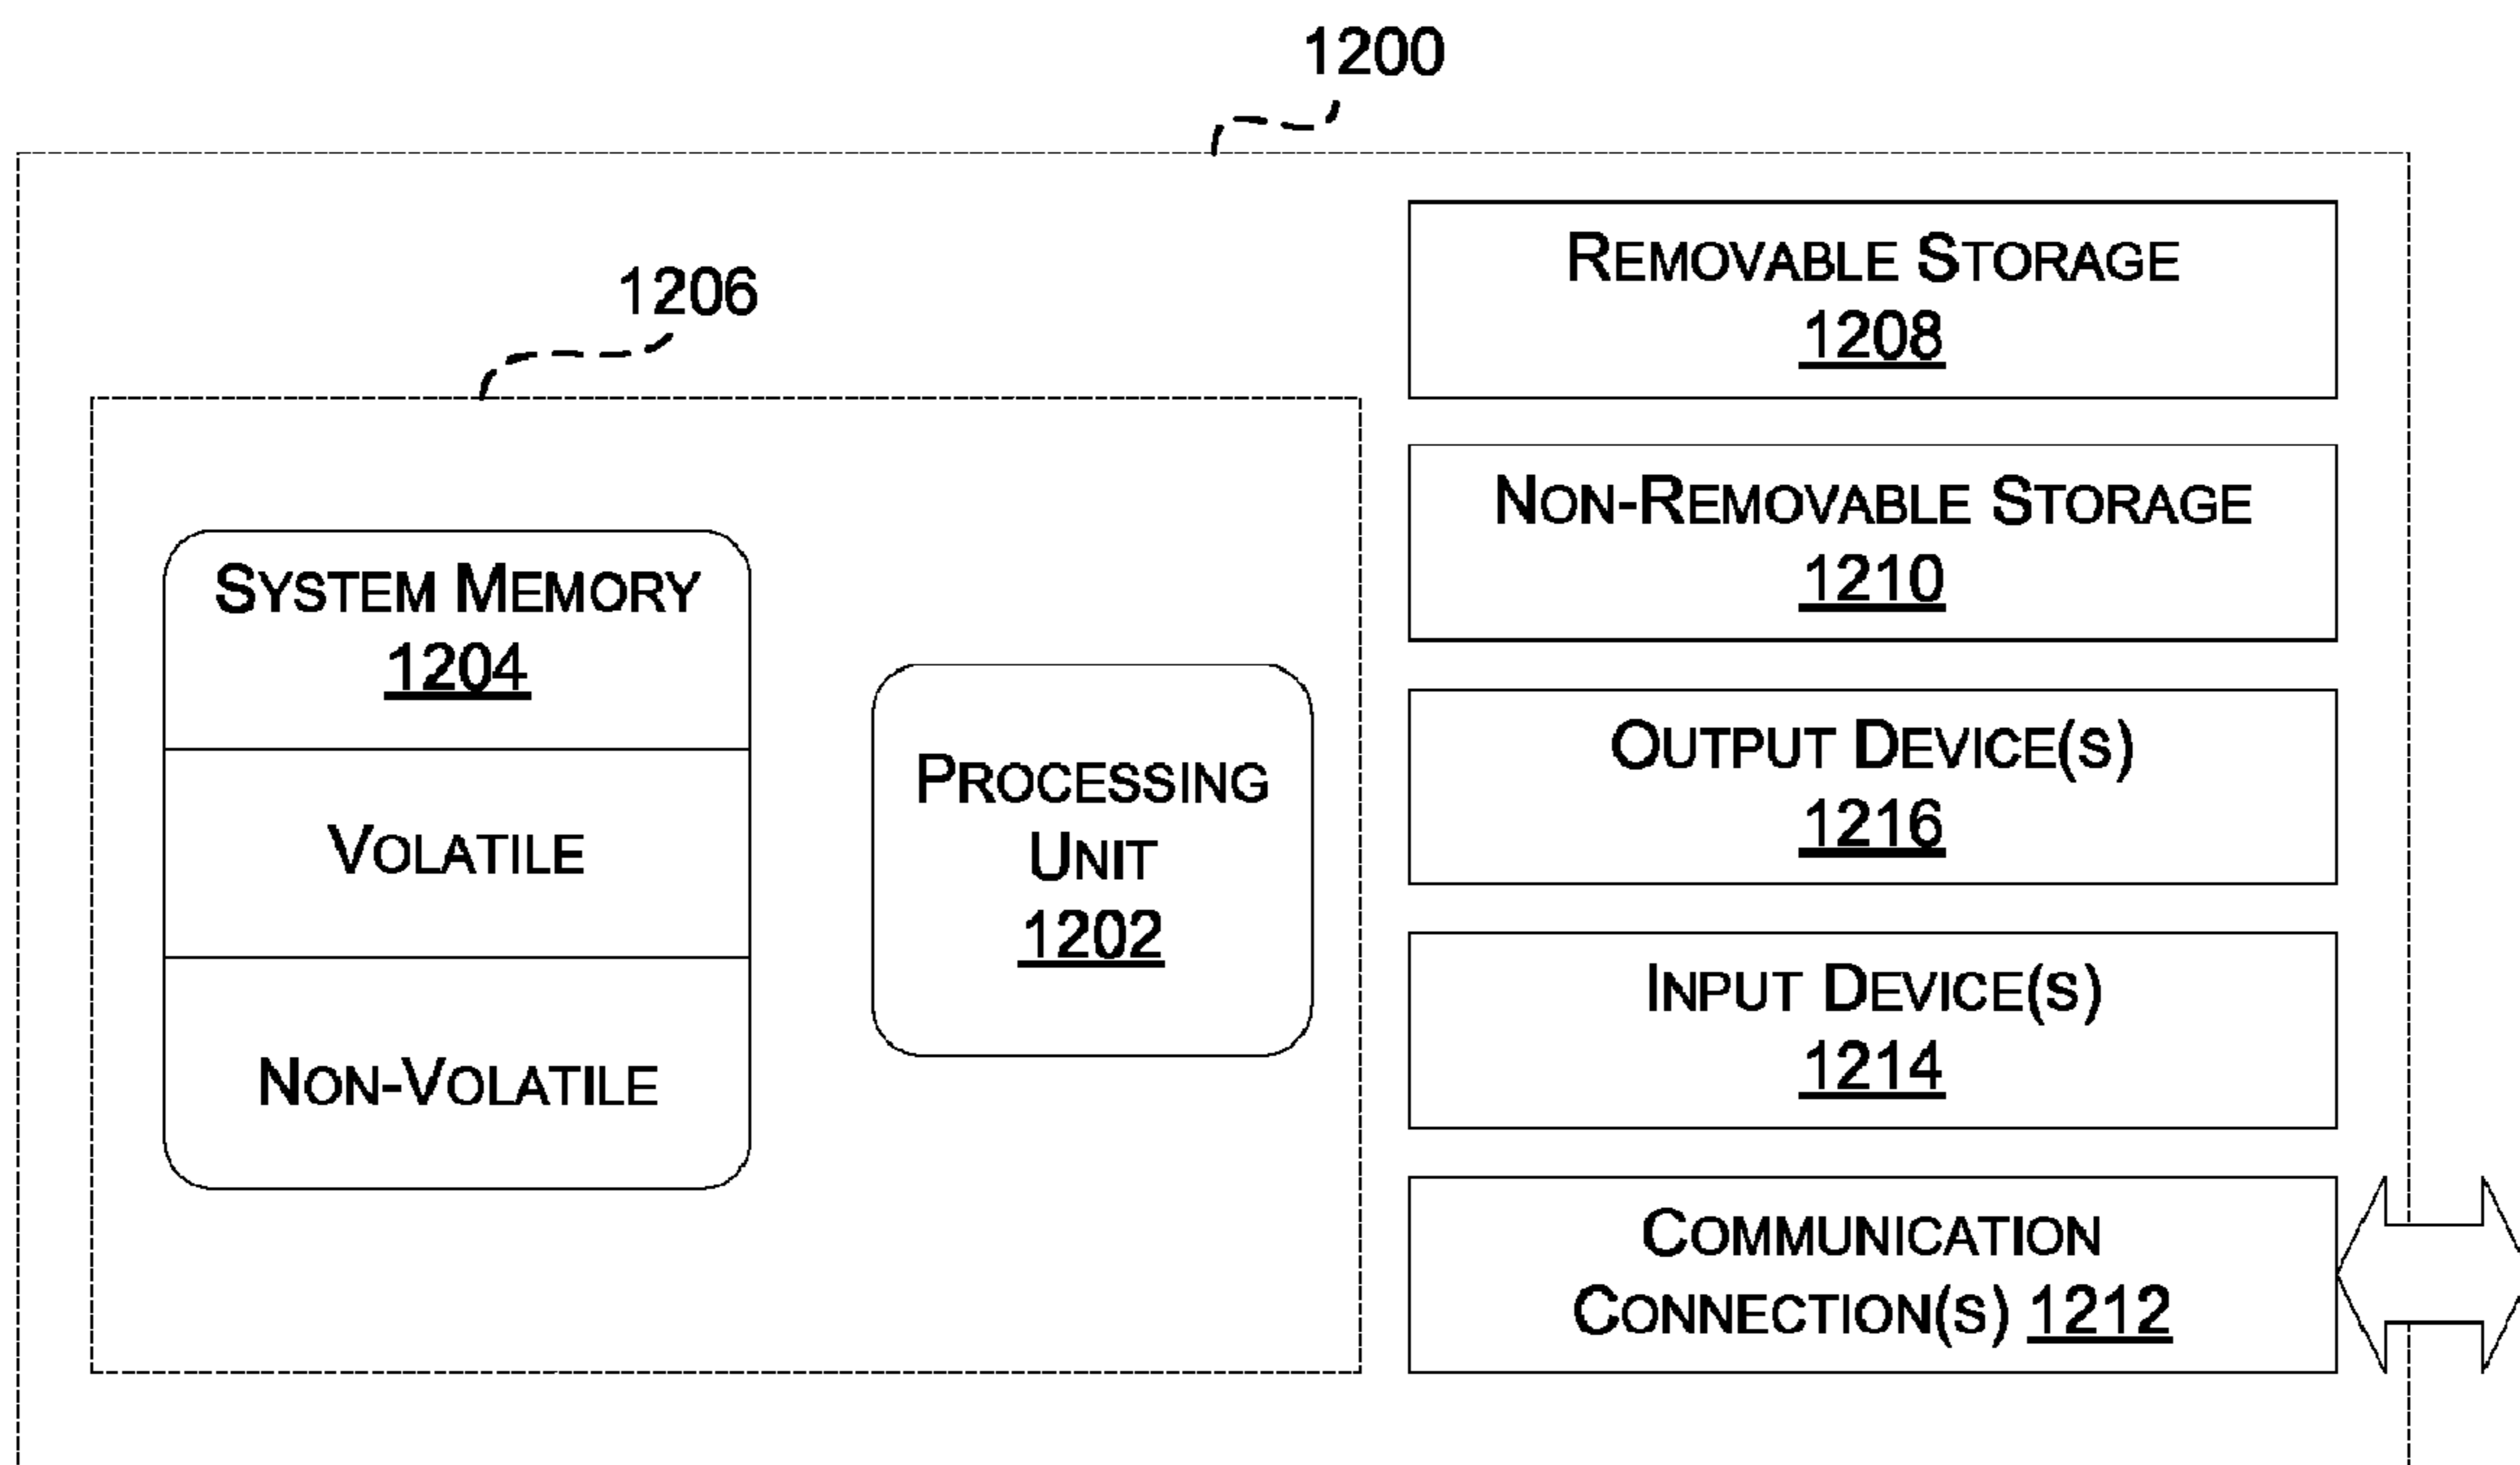 1200
1206
SYSTEM MEMORY
1204
VOLATILE
NON-VOLATILE
PROCESSING
UNIT
1202
REMOVABLE STORAGE
1208
NON-REMOVABLE STORAGE
1210
OUTPUT DEVICE(S)
1216
INPUT DEVICE(S)
1214
COMMUNICATION
CONNECTION(S) 1212